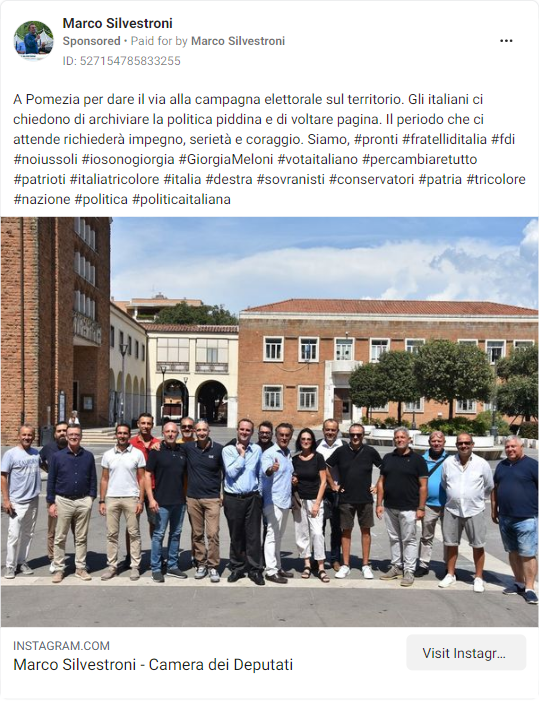 Marco Silvestroni
Sponsored • Paid for by Marco Silvestroni
ID: 527154785833255
A Pomezia per dare il via alla campagna elettorale sul territorio. Gli italiani ci
chiedono di archiviare la politica piddina e di voltare pagina. Il periodo che ci
attende richiederà impegno, serietà e coraggio. Siamo, #pronti #fratelliditalia #fdi
#noiussoli #iosonogiorgia #GiorgiaMeloni #votaitaliano #percambiaretutto
#patrioti #italiatricolore #italia #destra #sovranisti #conservatori #patria #tricolore
#nazione #politica #politicaitaliana
INSTAGRAM.COM
Marco Silvestroni - Camera dei Deputati
Visit Instagr...